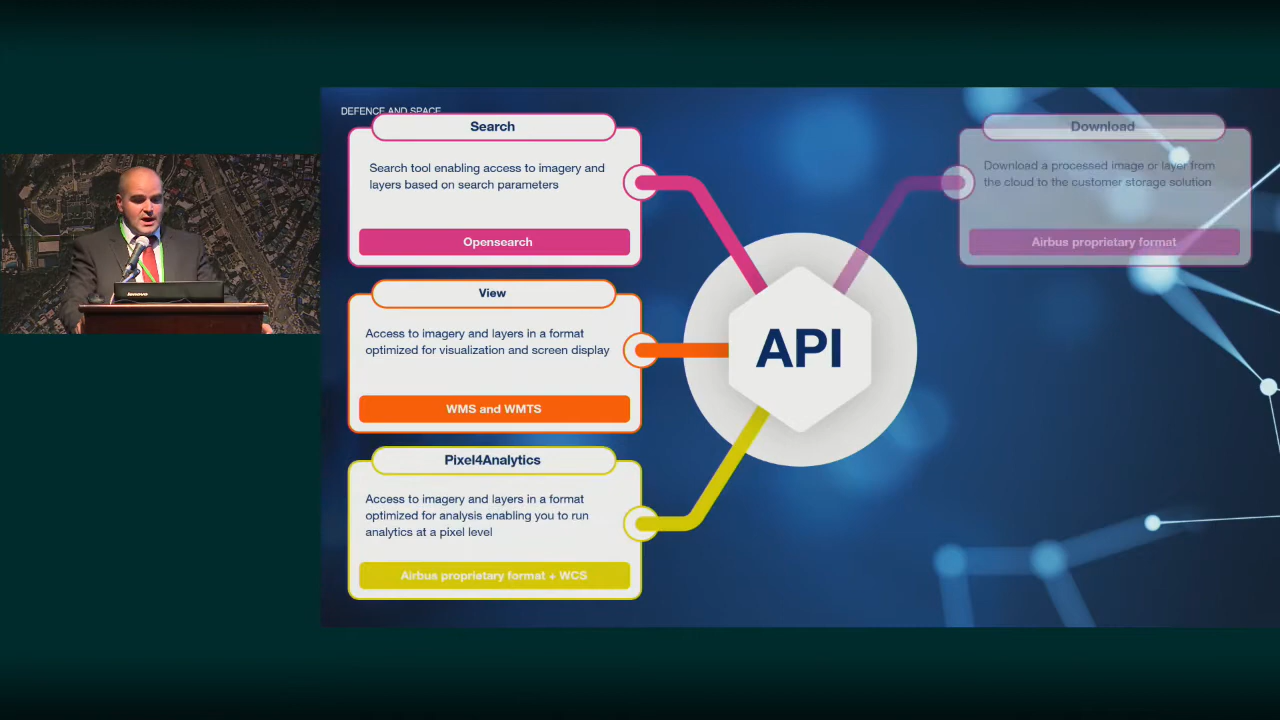 DEFENCE AND SPACE
Search
Search tool enabling access to imagery and
layers based on search parameters
Opensearch
View
Access to imagery and layers in a format
optimized for visualization and screen display
WMS and WMTS
Pixel4Analytics
Access to imagery and layers in a format
optimized for analysis enabling you to run
analytics at a pixel level
Airbus proprietary format + WCS
API
Download
Download a processed image or layer from
the cloud to the customer storage solution
Airbus proprietary format
lenovo